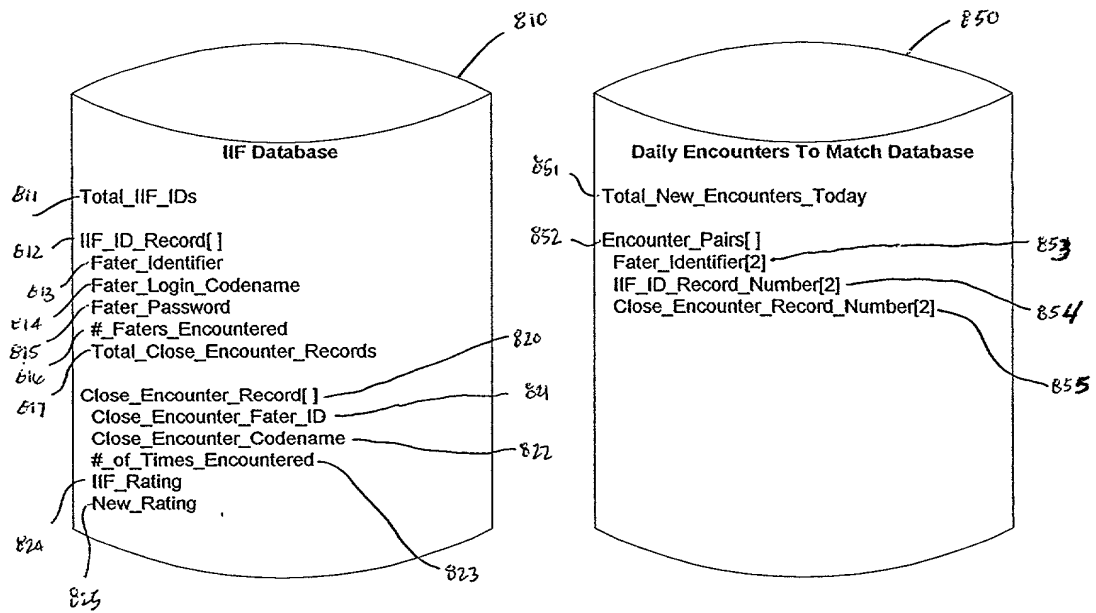 810
850
IIF Database
Daily Encounters To Match Database
811
Total_IIF_IDs
851
Total_New_Encounters_Today
812
IIF_ID_Record[ ]
852
Encounter_Pairs[ ]
853
813
Fater_Identifier
Fater_Identifier[2]
814
Fater_Login_Codename
IIF_ID_Record_Number[2]
854
815
Fater_Password
Close_Encounter_Record_Number[2]
855
816
#_Faters_Encountered
817
Total_Close_Encounter_Records
820
Close_Encounter_Record[ ]
821
Close_Encounter_Fater_ID
822
Close_Encounter_Codename
823
#_of_Times_Encountered
824
IIF_Rating
825
New_Rating